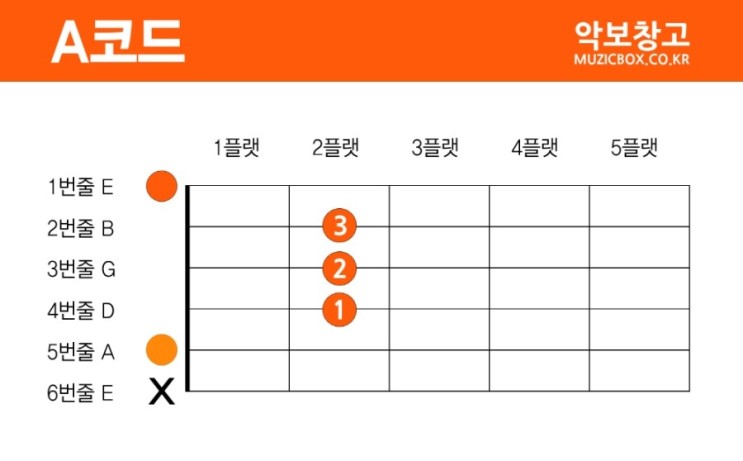 A코드
악보창고
MUZICBOX.CO.KR
1플랫 2플랫 3플랫 4플랫 5플랫
1번줄 E
2번줄 B 3
3번줄 G 2
4번줄 D 1
5번줄 A
6번줄 E X